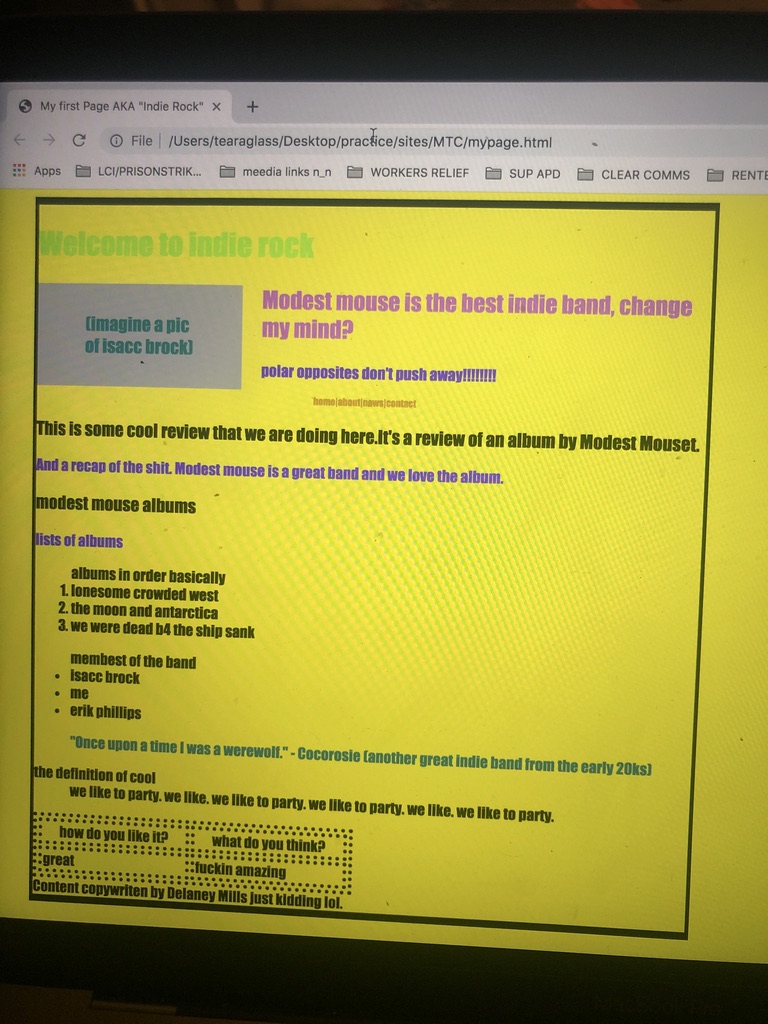 My first Page AKA "Indie Rock"
File | /Users/tearaglass/Desktop/practice/sites/MTC/mypage.html
Apps LCI/PRISONSTRIK... meedia links n_n WORKERS RELIEF SUP APD CLEAR COMMS RENTE
Welcome to indie rock
(imagine a pic
of isacc brock)
Modest mouse is the best indie band, change
my mind?
polar opposites don't push away!!!!!!!!
home|about|news|contact
This is some cool review that we are doing here.It's a review of an album by Modest Mouset.
And a recap of the shit. Modest mouse is a great band and we love the album.
modest mouse albums
lists of albums
albums in order basically
1. lonesome crowded west
2. the moon and antarctica
3. we were dead b4 the ship sank
membest of the band
• Isacc brock
• me
• erik phillips
"Once upon a time I was a werewolf." - Cocorosie (another great indie band from the early 20ks)
the definition of cool
we like to party. we like. we like to party. we like to party. we like. we like to party.
how do you like it? what do you think?
great fuckin amazing
Content copywriten by Delaney Mills just kidding lol.